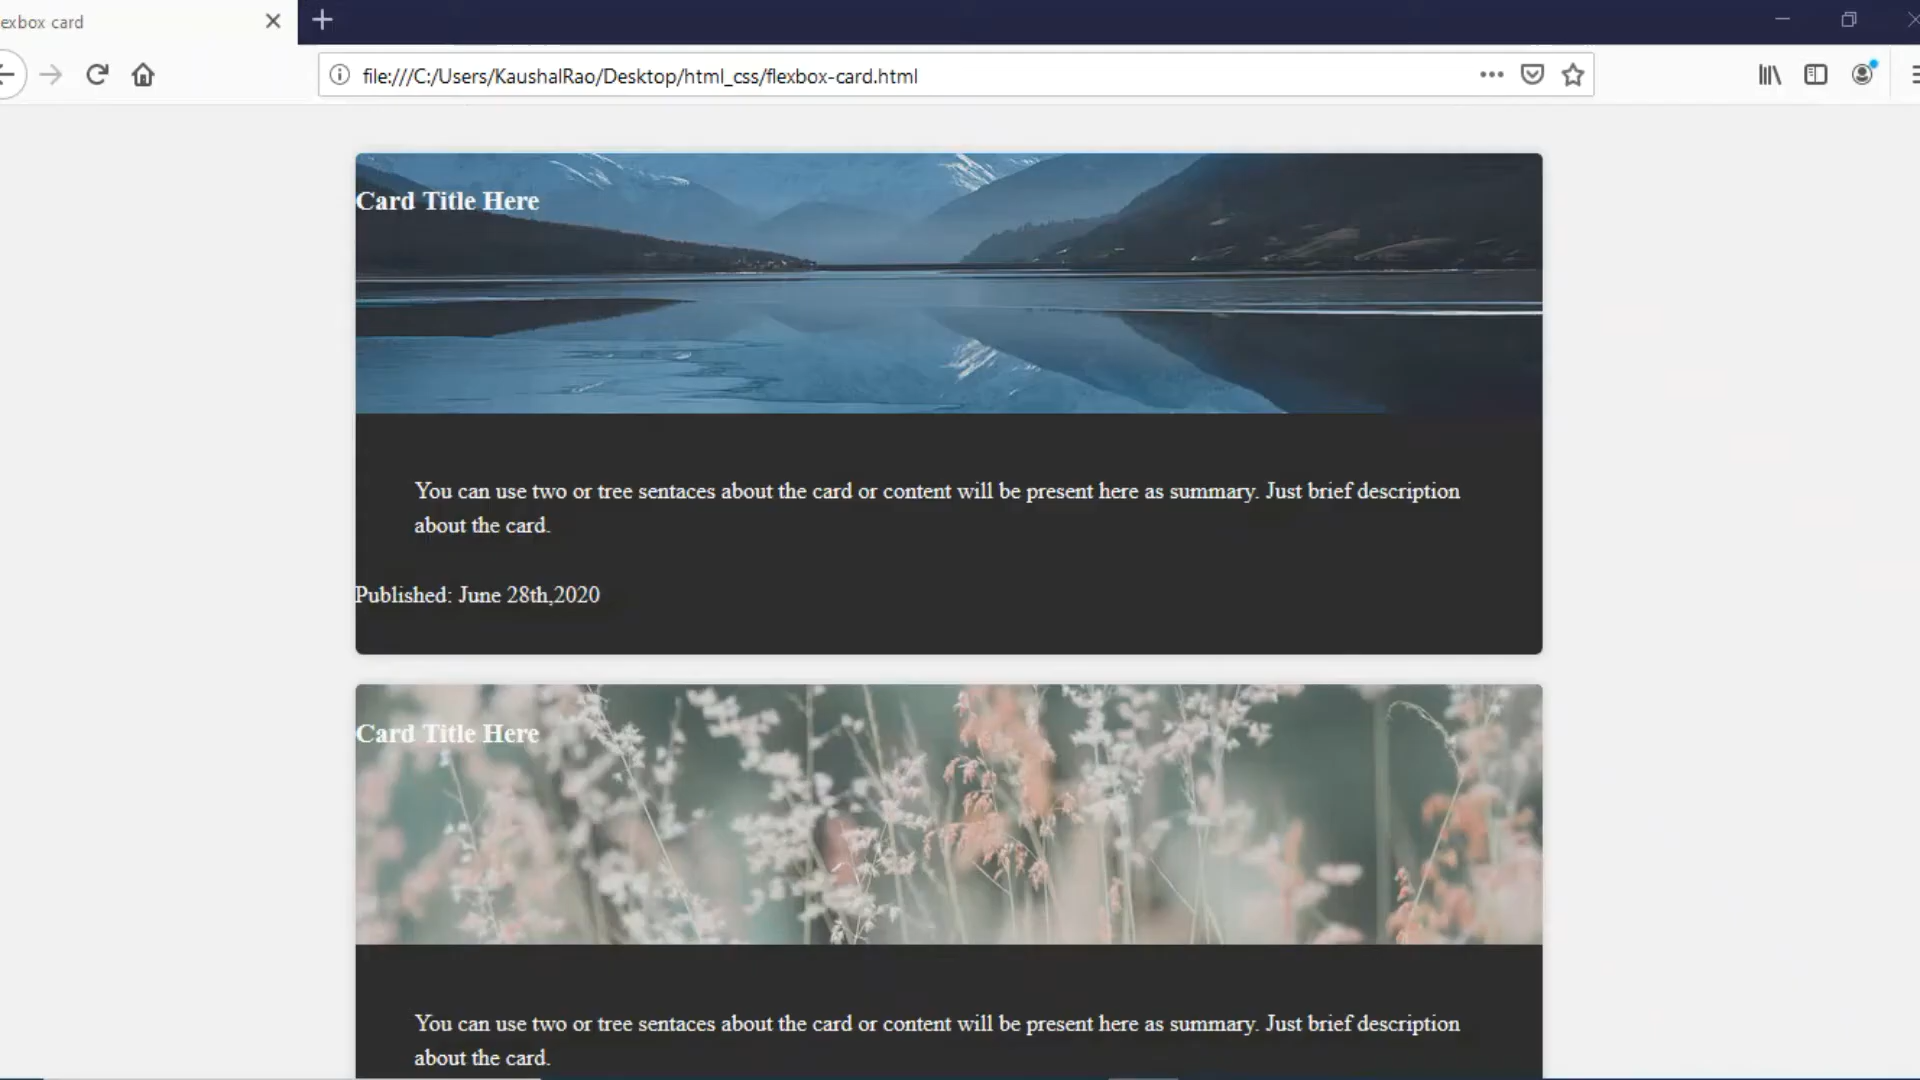 exbox card
file:///C:/Users/KaushalRao/Desktop/html_css/flexbox-card.html
Card Title Here
You can use two or tree sentaces about the card or content will be present here as summary. Just brief description
about the card.
Published: June 28th,2020
Card Title Here
You can use two or tree sentaces about the card or content will be present here as summary. Just brief description
about the card.